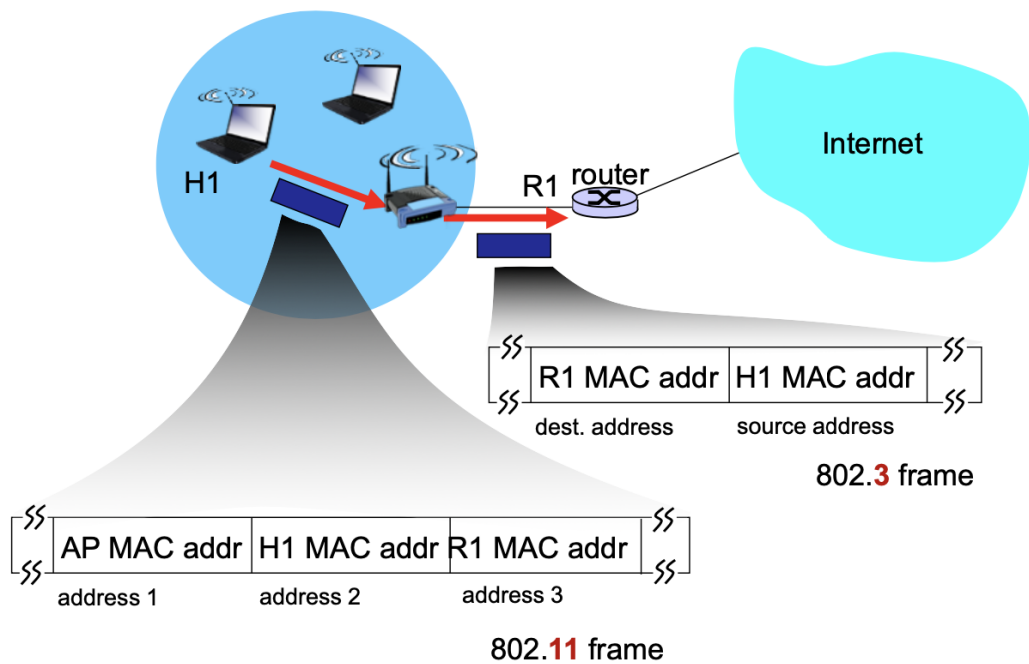 Internet
R1 router
H1
R1 MAC addr H1 MAC addr
dest. address source address
802.3 frame
AP MAC addr H1 MAC addr R1 MAC addr
address 1 address 2 address 3
802.11 frame